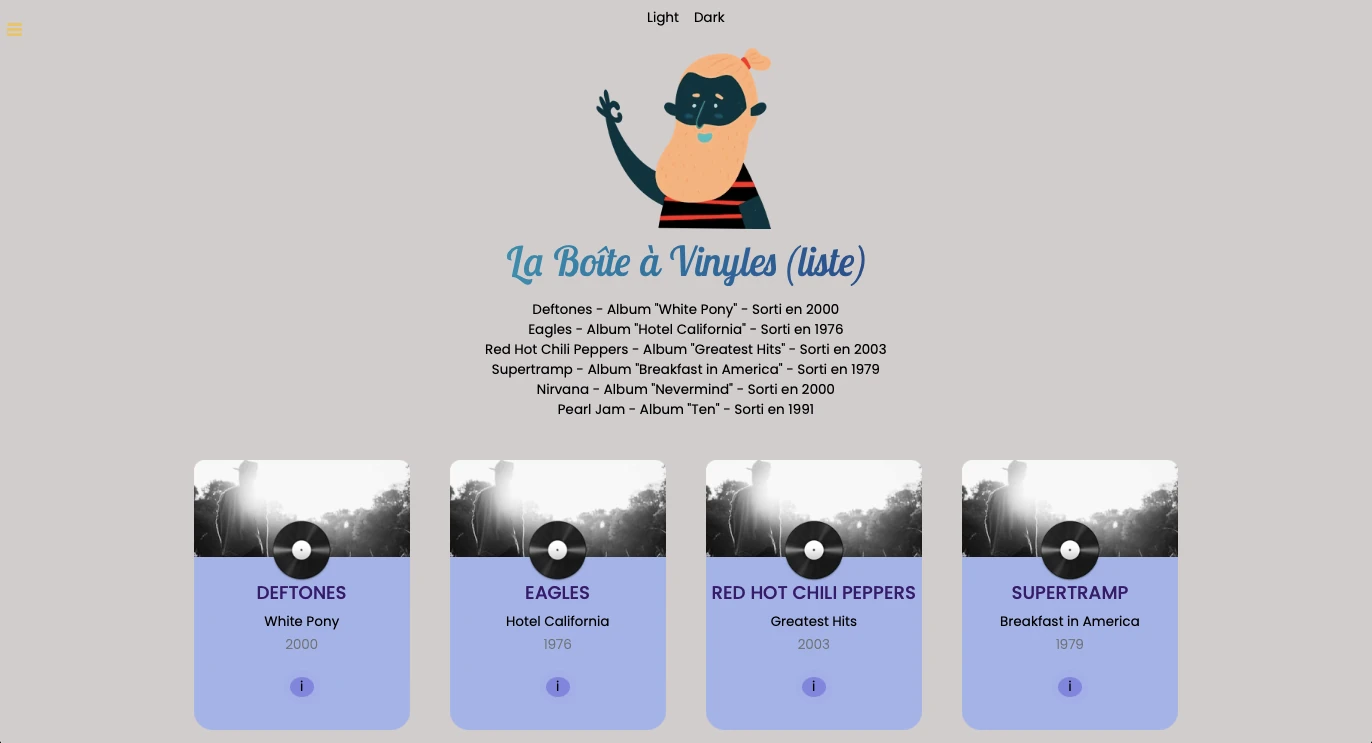 Light Dark
La Boîte à Vinyles (liste)
Deftones - Album "White Pony" - Sorti en 2000
Eagles - Album "Hotel California" - Sorti en 1976
Red Hot Chili Peppers - Album "Greatest Hits" - Sorti en 2003
Supertramp - Album "Breakfast in America" - Sorti en 1979
Nirvana - Album "Nevermind" - Sorti en 2000
Pearl Jam - Album "Ten" - Sorti en 1991
DEFTONES
White Pony
2000
i
EAGLES
Hotel California
1976
i
RED HOT CHILI PEPPERS
Greatest Hits
2003
i
SUPERTRAMP
Breakfast in America
1979
i